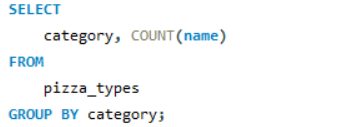 SELECT
    category, COUNT(name)
FROM
    pizza_types
GROUP BY category;